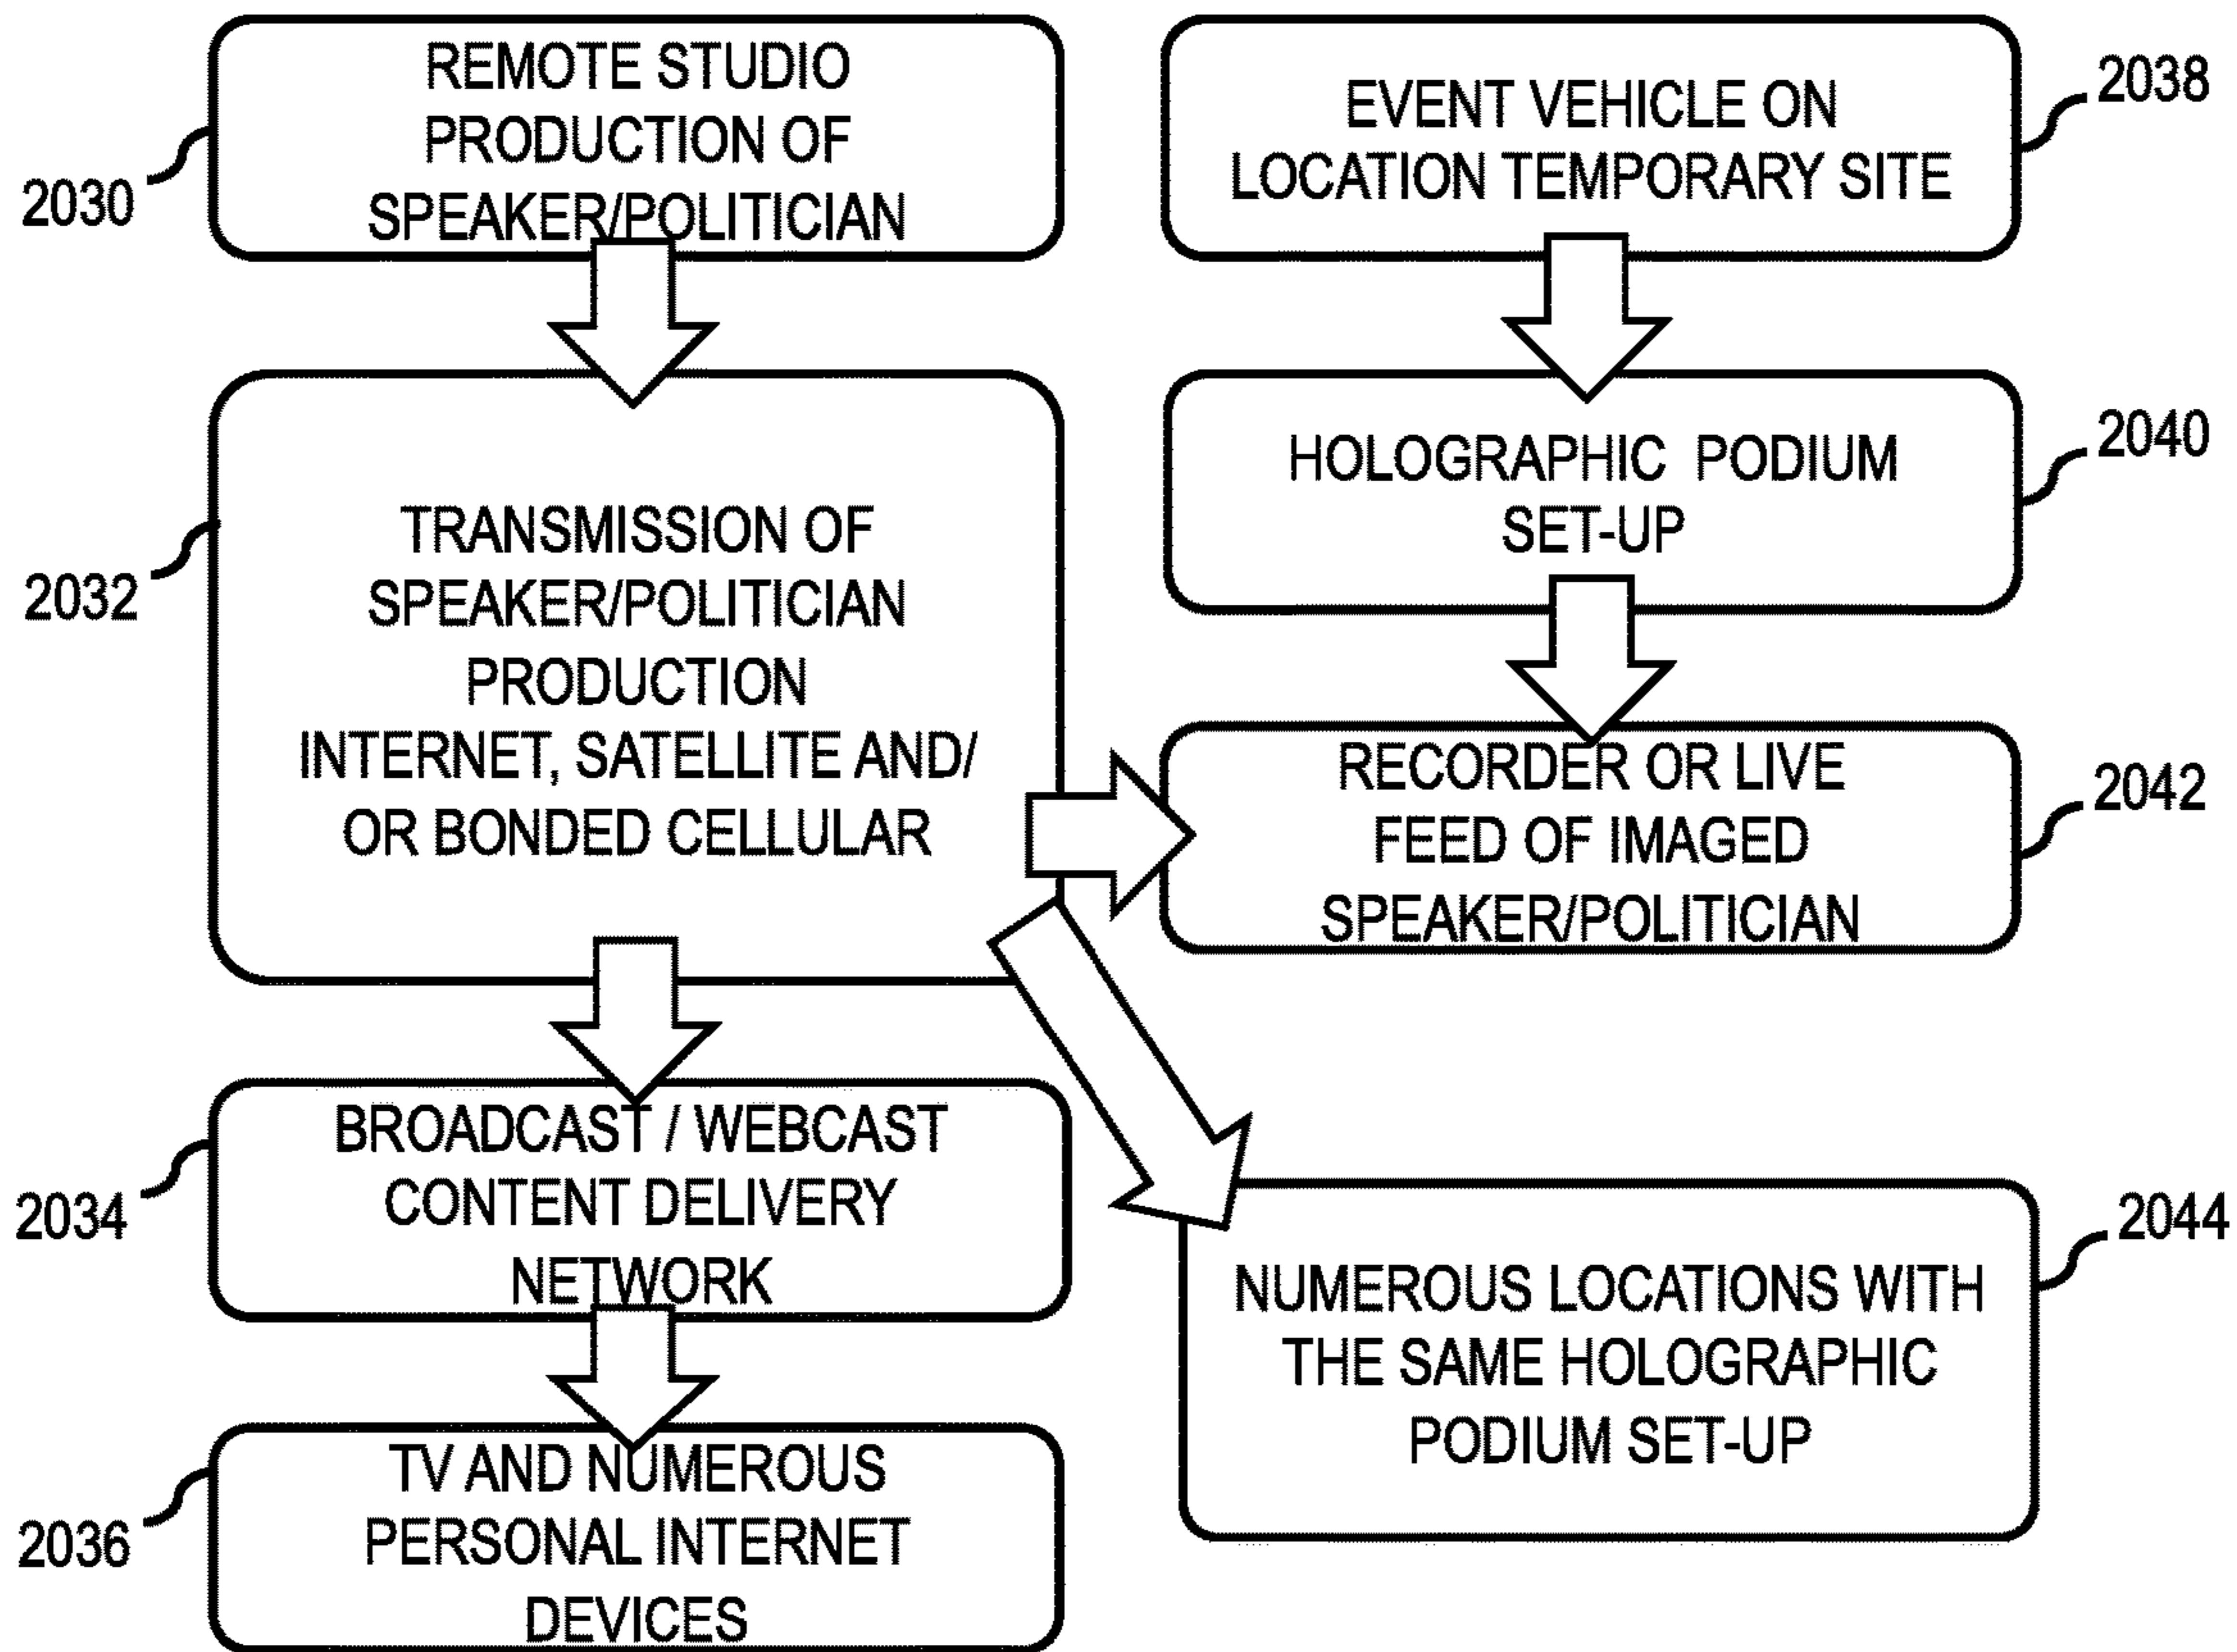 REMOTE STUDIO
PRODUCTION OF
SPEAKER/POLITICIAN
2030
TRANSMISSION OF
SPEAKER/POLITICIAN
PRODUCTION
INTERNET, SATELLITE AND/
OR BONDED CELLULAR
2032
BROADCAST / WEBCAST
CONTENT DELIVERY
NETWORK
2034
TV AND NUMEROUS
PERSONAL INTERNET
DEVICES
2036
EVENT VEHICLE ON
LOCATION TEMPORARY SITE
2038
HOLOGRAPHIC PODIUM
SET-UP
2040
RECORDER OR LIVE
FEED OF IMAGED
SPEAKER/POLITICIAN
2042
NUMEROUS LOCATIONS WITH
THE SAME HOLOGRAPHIC
PODIUM SET-UP
2044